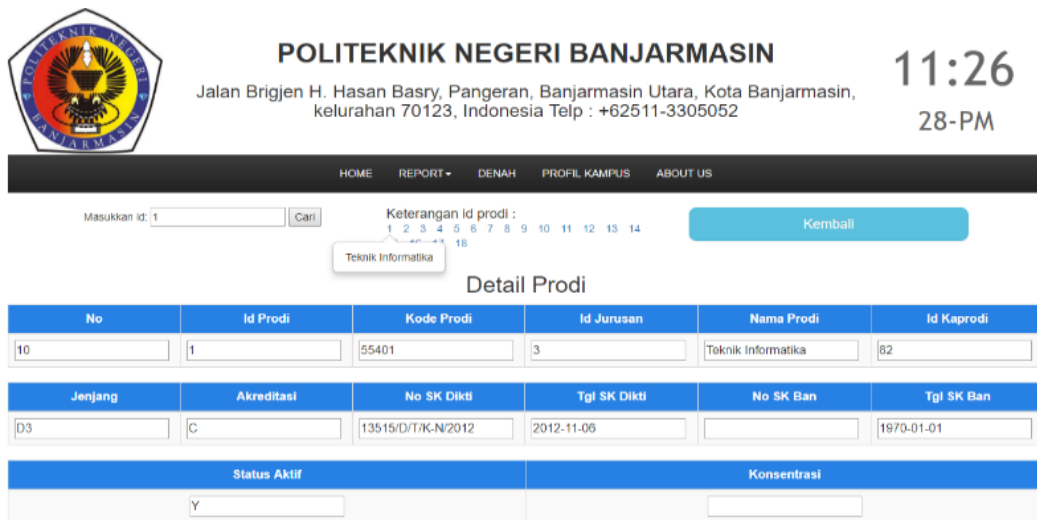 POLITEKNIK NEGERI BANJARMASIN
POLITEKNIK NEGERI
BANJARMASIN
Jalan Brigjen H. Hasan Basry, Pangeran, Banjarmasin Utara, Kota Banjarmasin,
kelurahan 70123, Indonesia Telp : +62511-3305052
11:26
28-PM
HOME REPORT DENAH PROFIL KAMPUS ABOUT US
Masukkan id: 1 Cari
Keterangan id prodi :
1 2 3 4 5 6 7 8 9 10 11 12 13 14
18
Teknik Informatika
Kembali
Detail Prodi
No Id Prodi Kode Prodi Id Jurusan Nama Prodi Id Kaprodi
10 1 55401 3 Teknik Informatika 82
Jenjang Akreditasi No SK Dikti Tgl SK Dikti No SK Ban Tgl SK Ban
D3 C 13515/D/T/K-N/2012 2012-11-06 1970-01-01
Status Aktif Konsentrasi
Y